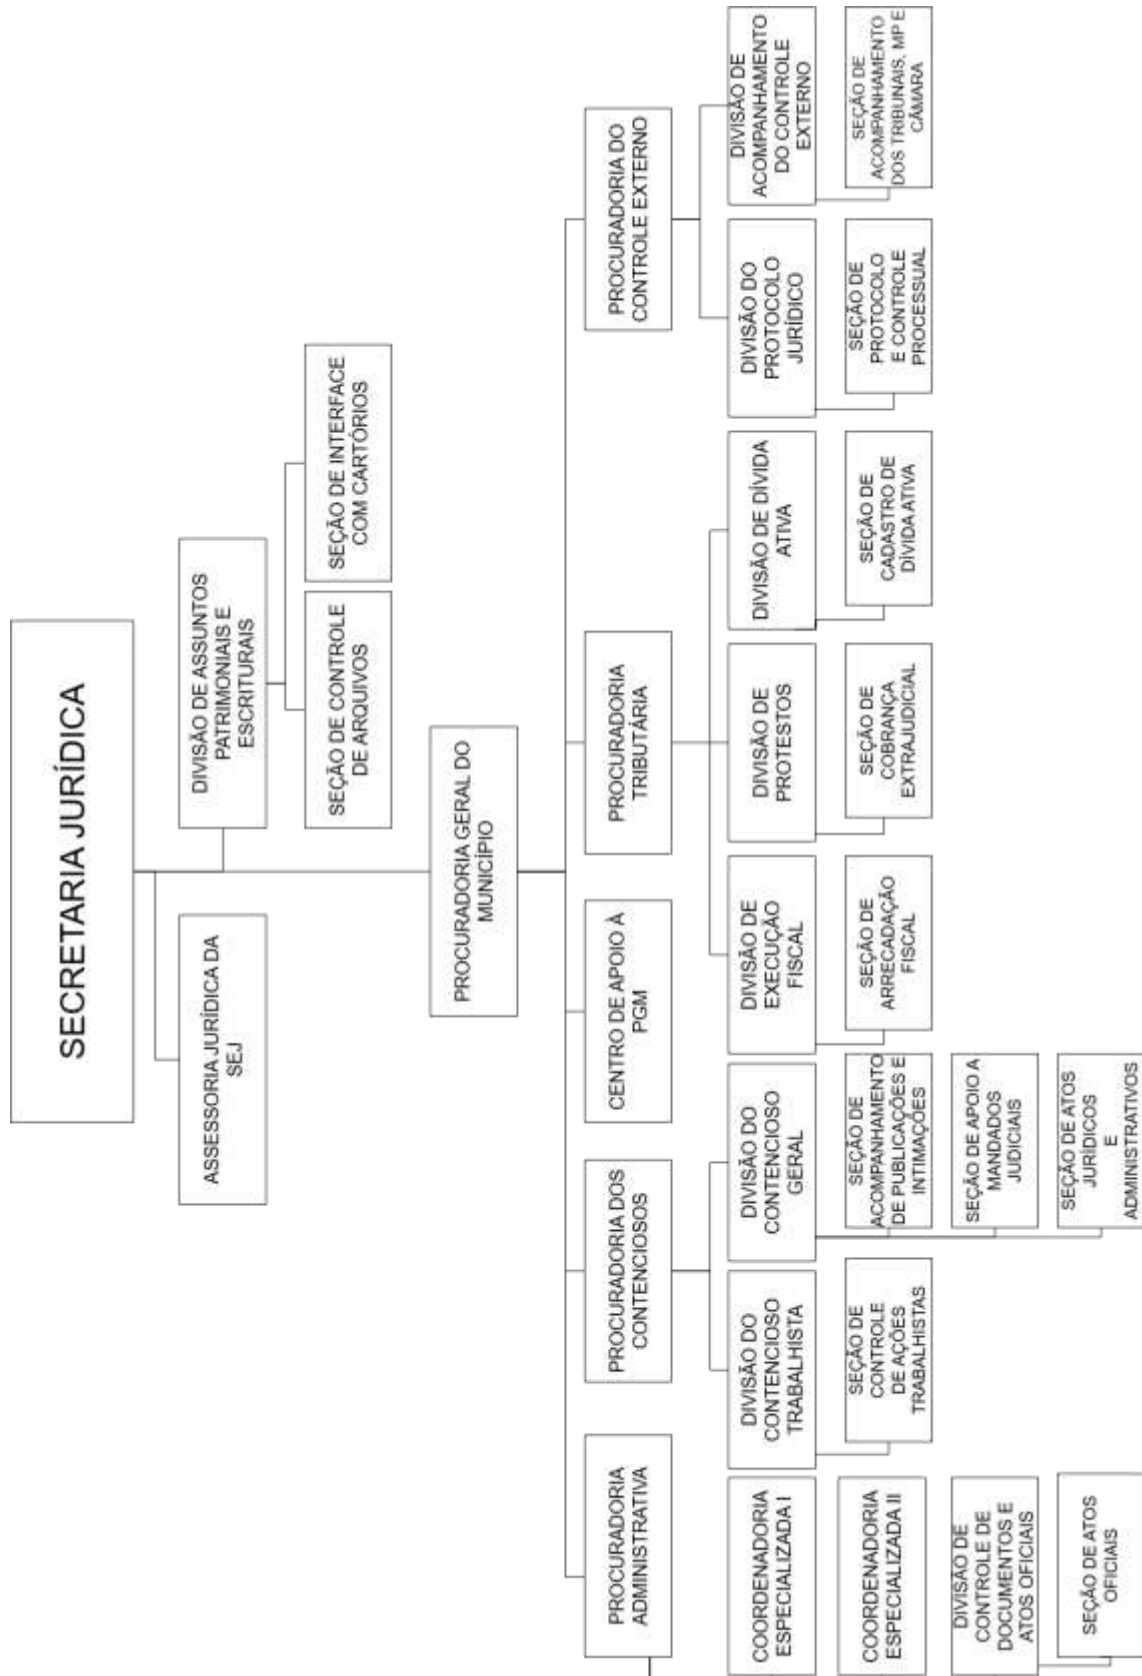 SECRETARIA JURÍDICA
ASSESSORIA JURÍDICA DA
SEJ
DIVISÃO DE ASSUNTOS
PATRIMONIAIS E
ESCRITURAIS
SEÇÃO DE CONTROLE
DE ARQUIVOS
SEÇÃO DE INTERFACE
COM CARTÓRIOS
PROCURADORIA GERAL DO
MUNICÍPIO
PROCURADORIA
ADMINISTRATIVA
PROCURADORIA DOS
CONTENCIOSOS
CENTRO DE APOIO À
PGM
PROCURADORIA
TRIBUTÁRIA
PROCURADORIA DO
CONTROLE EXTERNO
COORDENADORIA
ESPECIALIZADA I
COORDENADORIA
ESPECIALIZADA II
DIVISÃO DE
CONTROLE DE
DOCUMENTOS E
ATOS OFICIAIS
SEÇÃO DE ATOS
OFICIAIS
DIVISÃO DO
CONTENCIOSO
TRABALHISTA
SEÇÃO DE
CONTROLE
DE AÇÕES
TRABALHISTAS
DIVISÃO DO
CONTENCIOSO
GERAL
SEÇÃO DE
ACOMPANHAMENTO
DE PUBLICAÇÕES E
INTIMAÇÕES
SEÇÃO DE APOIO A
MANDADOS
JUDICIAIS
SEÇÃO DE ATOS
JURÍDICOS
E
ADMINISTRATIVOS
DIVISÃO DE
EXECUÇÃO
FISCAL
SEÇÃO DE
ARRECADAÇÃO
FISCAL
DIVISÃO DE
PROTESTOS
SEÇÃO DE
COBRANÇA
EXTRAJUDICIAL
DIVISÃO DE DÍVIDA
ATIVA
SEÇÃO DE
CADASTRO DE
DÍVIDA ATIVA
DIVISÃO DO
PROTOCOLO
JURÍDICO
SEÇÃO DE
PROTOCOLO
E CONTROLE
PROCESSUAL
DIVISÃO DE
ACOMPANHAMENTO
DO CONTROLE
EXTERNO
SEÇÃO DE
ACOMPANHAMENTO
DOS TRIBUNAIS, MP E
CÂMARA